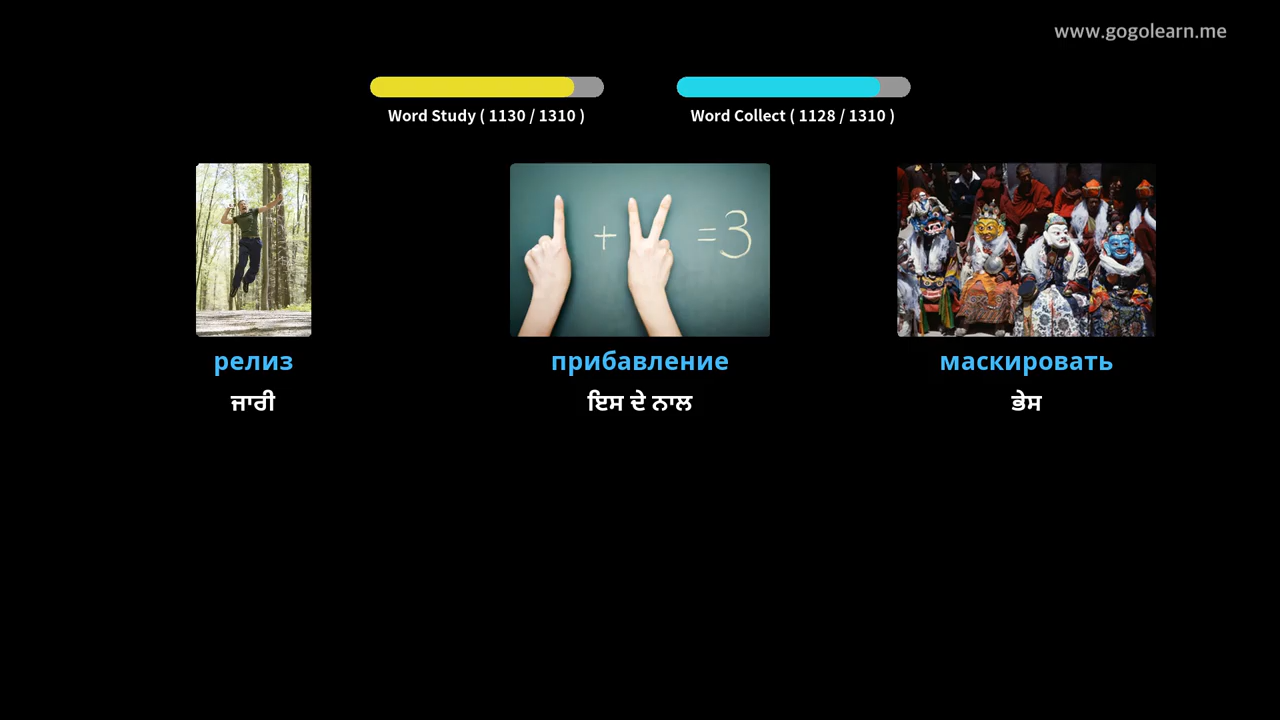 www.gogolearn.me
Word Study ( 1130 / 1310 )
Word Collect ( 1128 / 1310 )
+ =3
релиз
прибавление
маскировать
ਜਾਰੀ
ਇਸ ਦੇ ਨਾਲ
ਭੇਸ